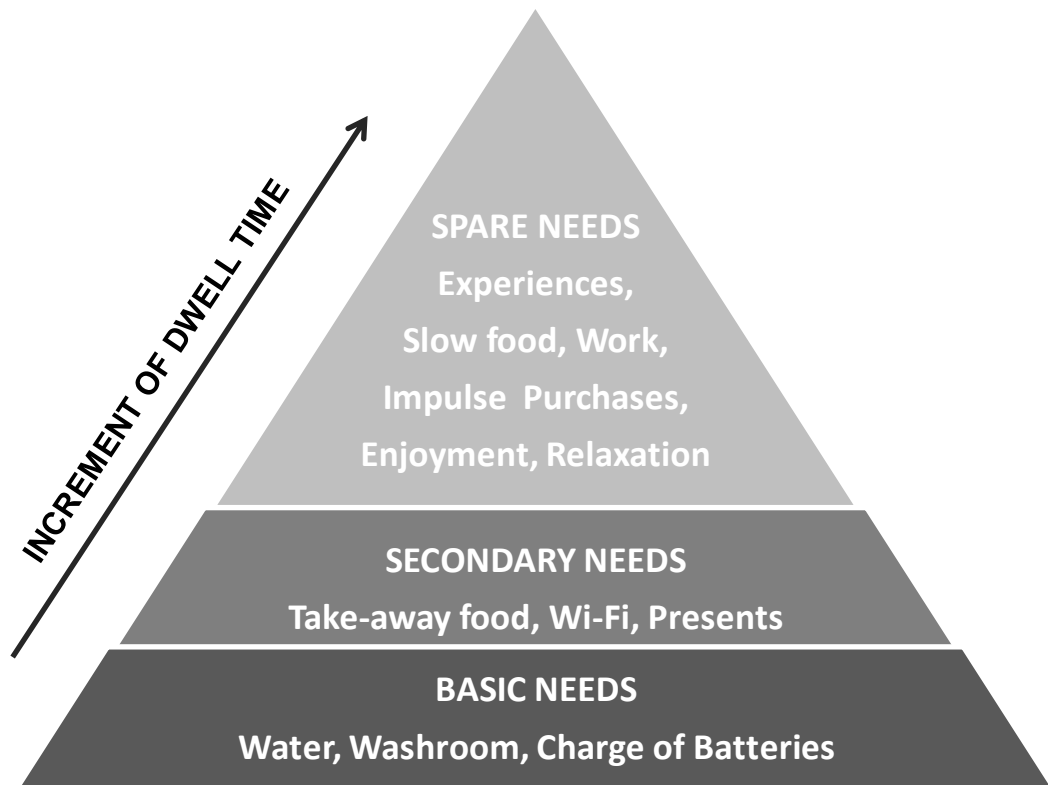 INCREMENT OF DWELL TIME
SPARE NEEDS
Experiences,
Slow food, Work,
Impulse Purchases,
Enjoyment, Relaxation
SECONDARY NEEDS
Take-away food, Wi-Fi, Presents
BASIC NEEDS
Water, Washroom, Charge of Batteries